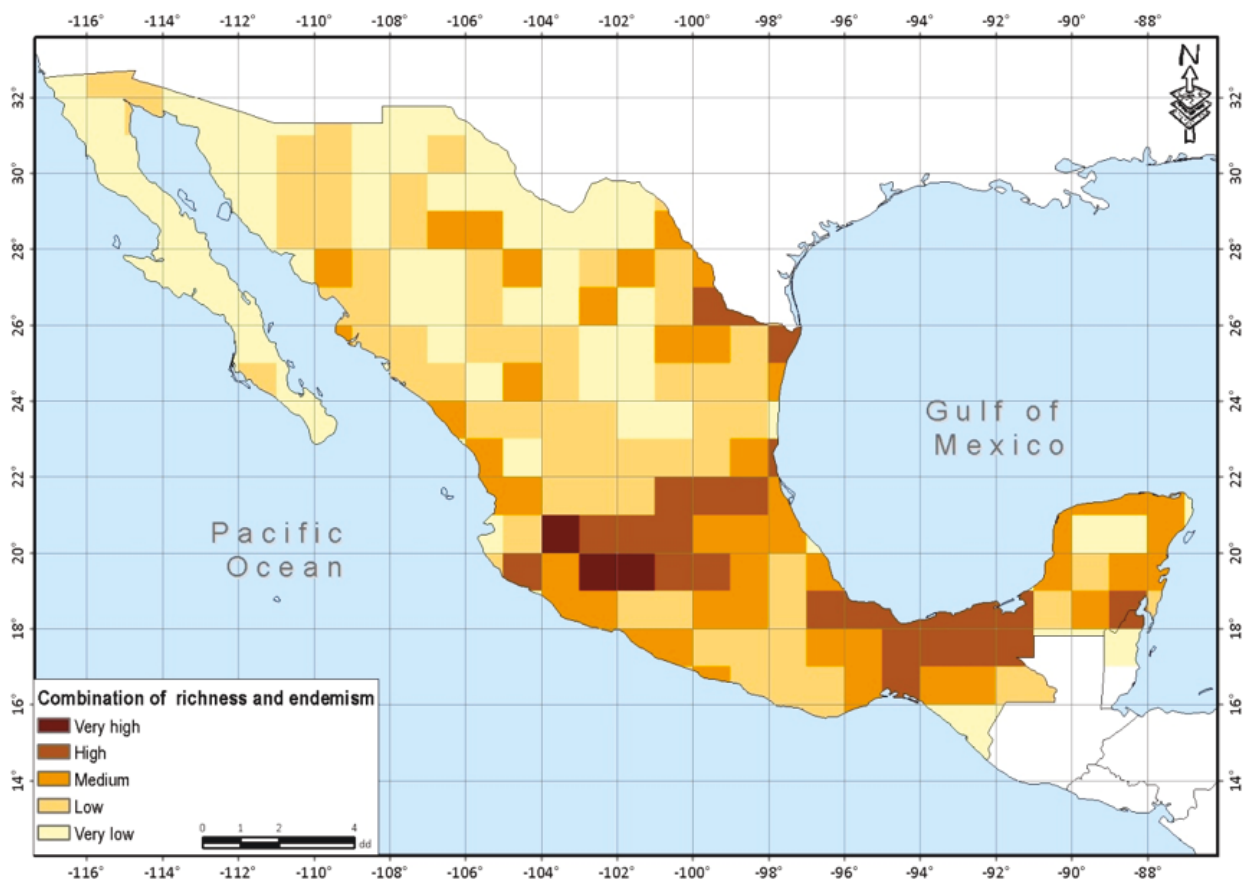 -116° -114° -112° -110° -108° -106° -104° -102° -100° -98° -96° -94° -92° -90° -88°
N
32° 32°
30° 30°
28° 28°
26° 26°
24° 24°
Gulf of
Mexico
22° 22°
Pacific
Ocean
20° 20°
18° 18°
Combination of richness and endemism
16° 16°
Very high
High
Medium
14° 14°
Low
Very low
0 1 2 4
dd
-116° -114° -112° -110° -108° -106° -104° -102° -100° -98° -96° -94° -92° -90° -88°